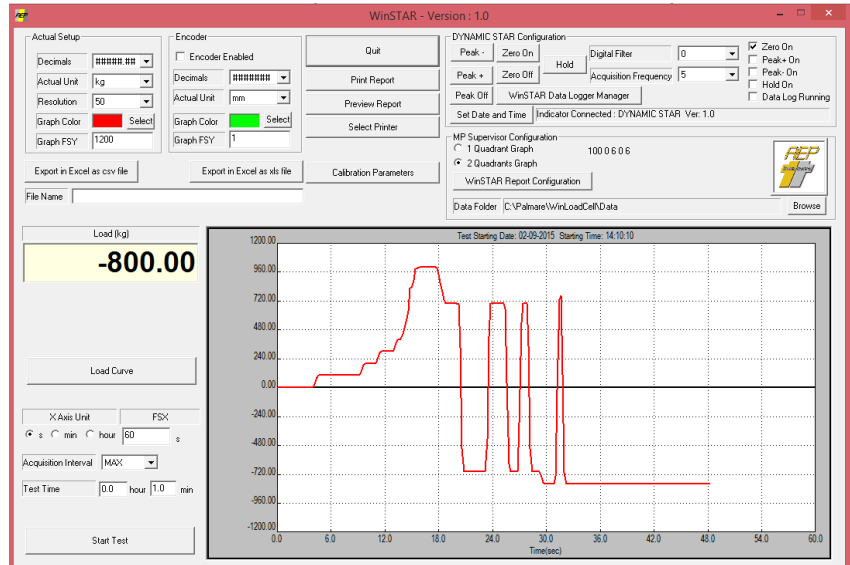 AEP WinSTAR - Version : 1.0
Actual Setup
Decimals #####.##
Actual Unit kg
Resolution 50
Graph Color Select
Graph FSY 1200
Encoder
Encoder Enabled
Decimals #######
Actual Unit mm
Graph Color Select
Graph FSY 1
Quit
Print Report
Preview Report
Select Printer
Calibration Parameters
DYNAMIC STAR Configuration
Peak - Zero On Hold Digital Filter 0
Peak + Zero Off Acquisition Frequency 5
Peak Off WinSTAR Data Logger Manager
Set Date and Time Indicator Connected : DYNAMIC STAR Ver: 1.0
Zero On
Peak+ On
Peak- On
Hold On
Data Log Running
MP Supervisor Configuration
1 Quadrant Graph 100 0 6 0 6
2 Quadrants Graph
WinSTAR Report Configuration
AEP
Data Folder C:\Palmare\WinLoadCell\Data Browse
Export in Excel as csv file Export in Excel as xls file
File Name
Load (kg)
-800.00
Load Curve
X Axis Unit FSX
s min hour 60 s
Acquisition Interval MAX
Test Time 0.0 hour 1.0 min
Start Test
Test Starting Date: 02-09-2015 Starting Time: 14:10:10
1200.00
960.00
720.00
480.00
240.00
0.00
-240.00
-480.00
-720.00
-960.00
-1200.00
0.0 6.0 12.0 18.0 24.0 30.0 36.0 42.0 48.0 54.0 60.0
Time(sec)